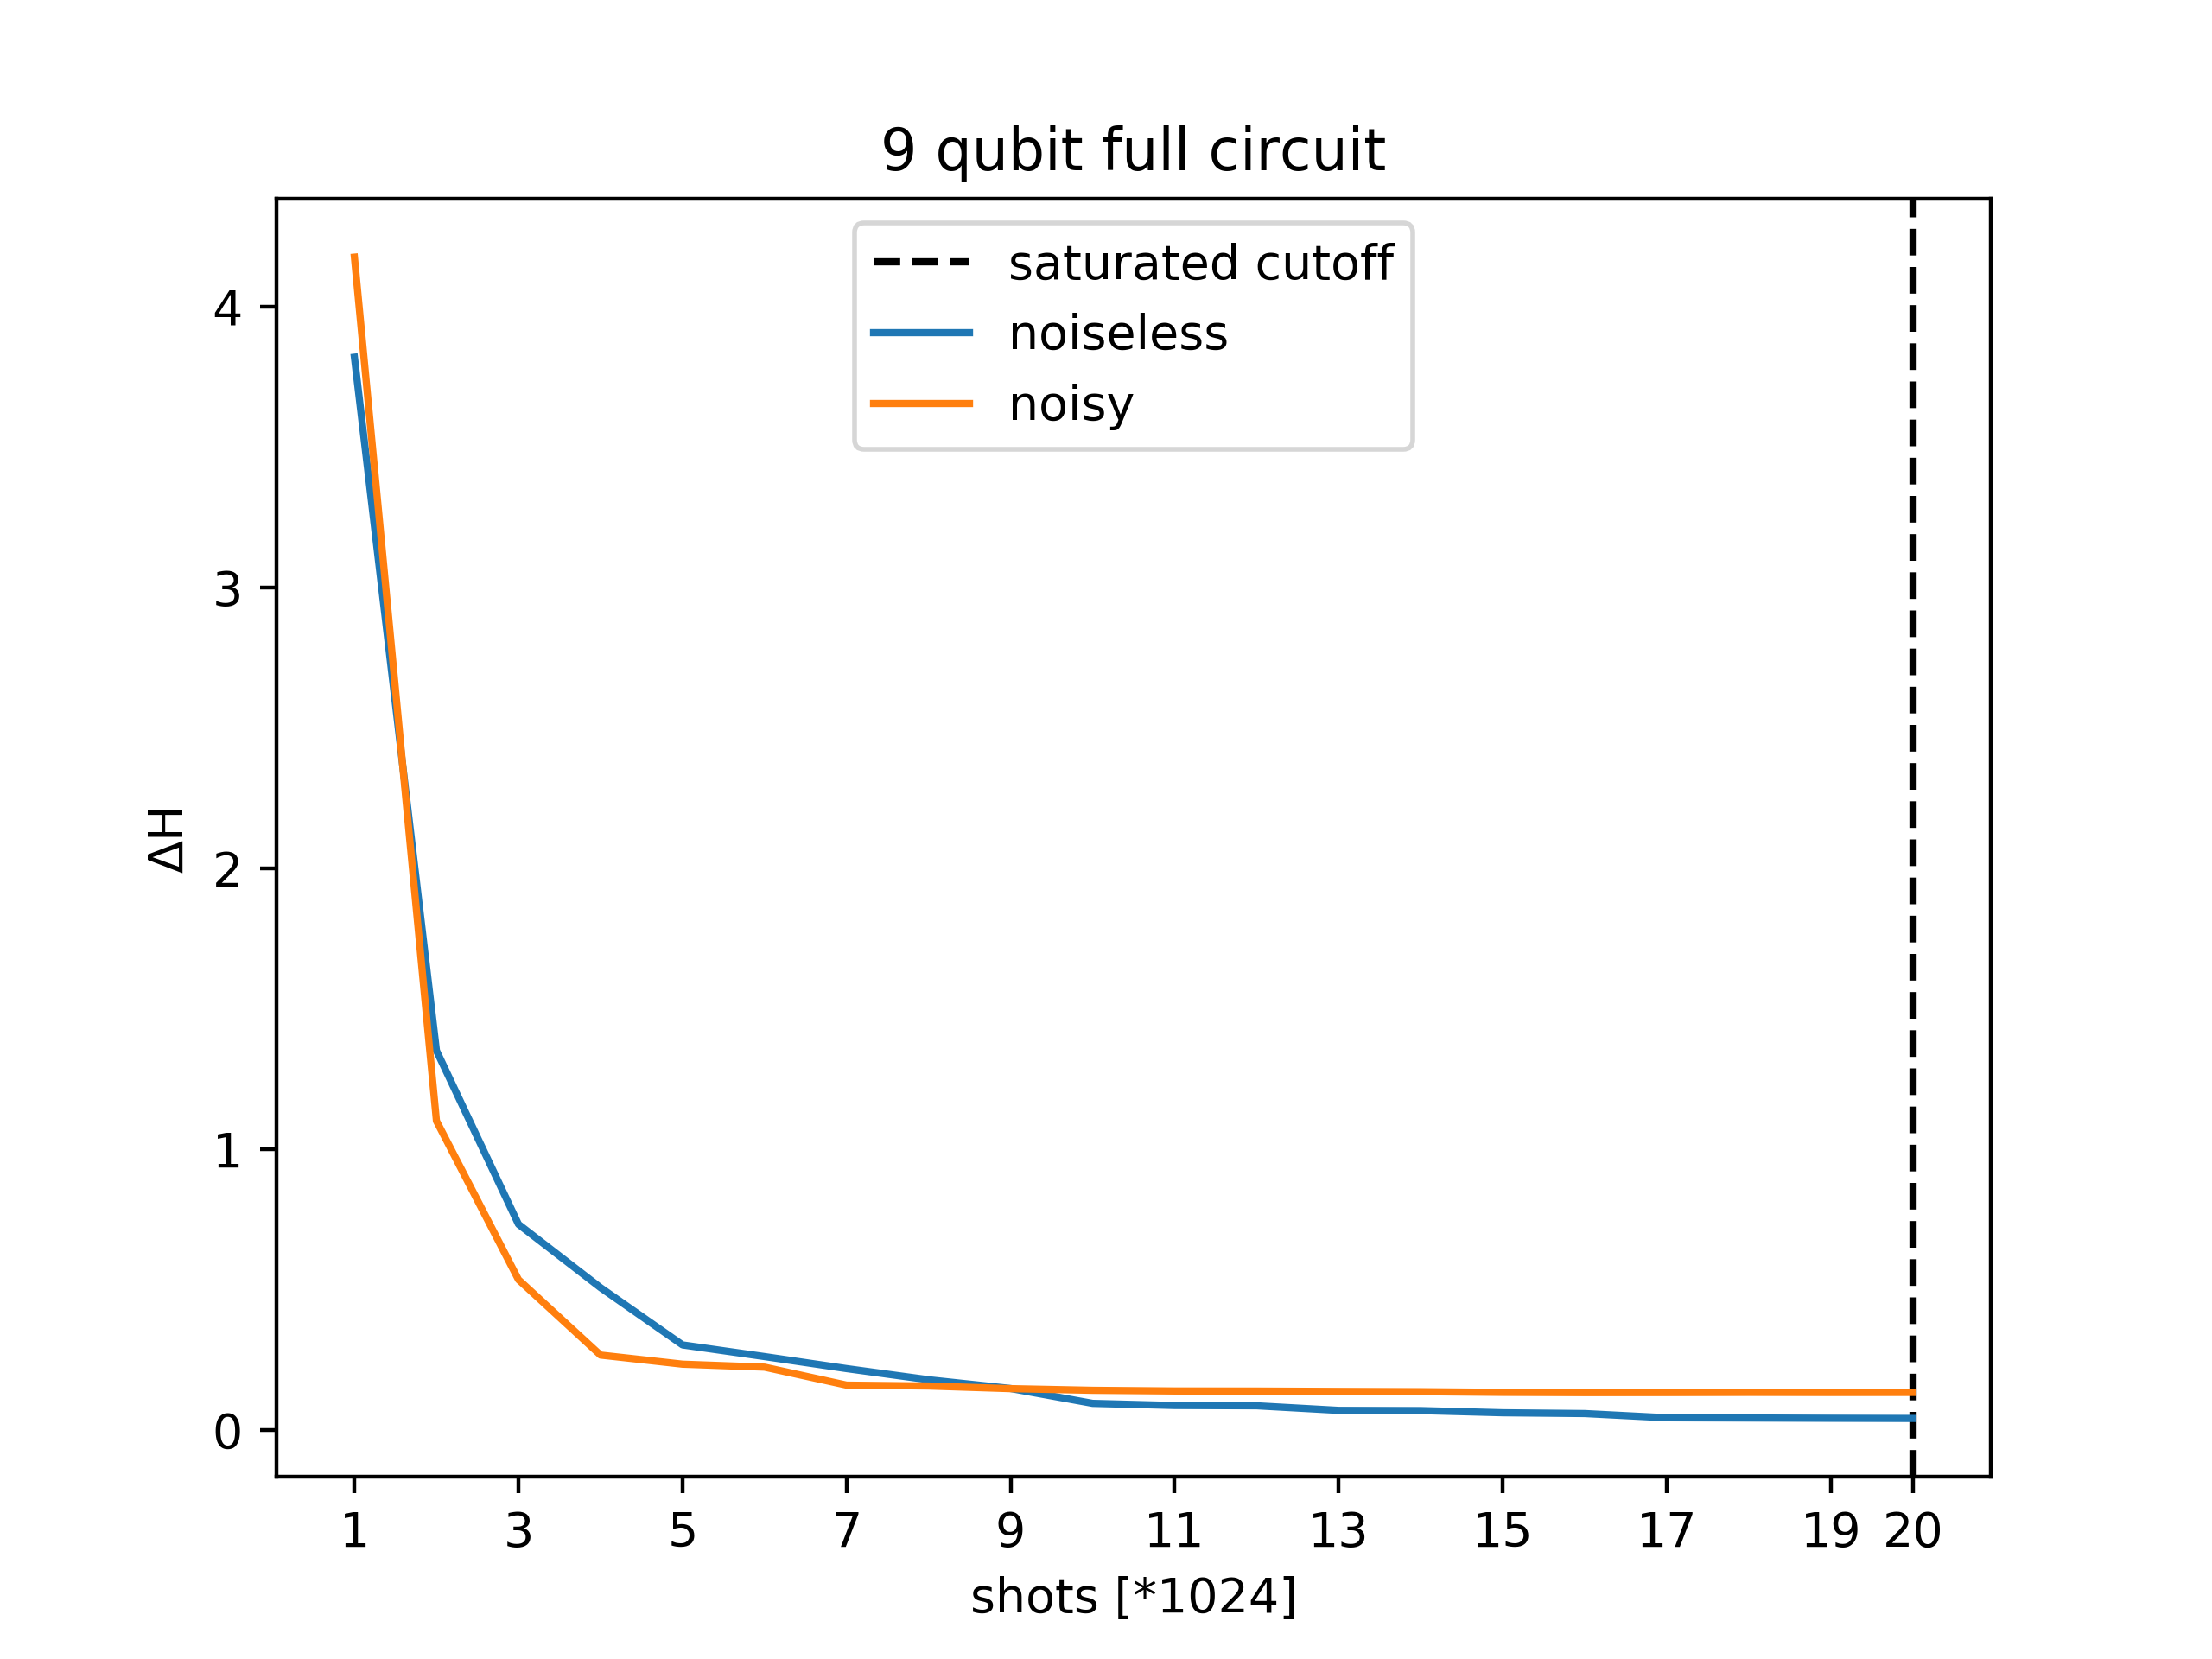 9 qubit full circuit
saturated cutoff
noiseless
noisy
4
3
2
1
0
ΔH
1 3 5 7 9 11 13 15 17 19 20
shots [*1024]